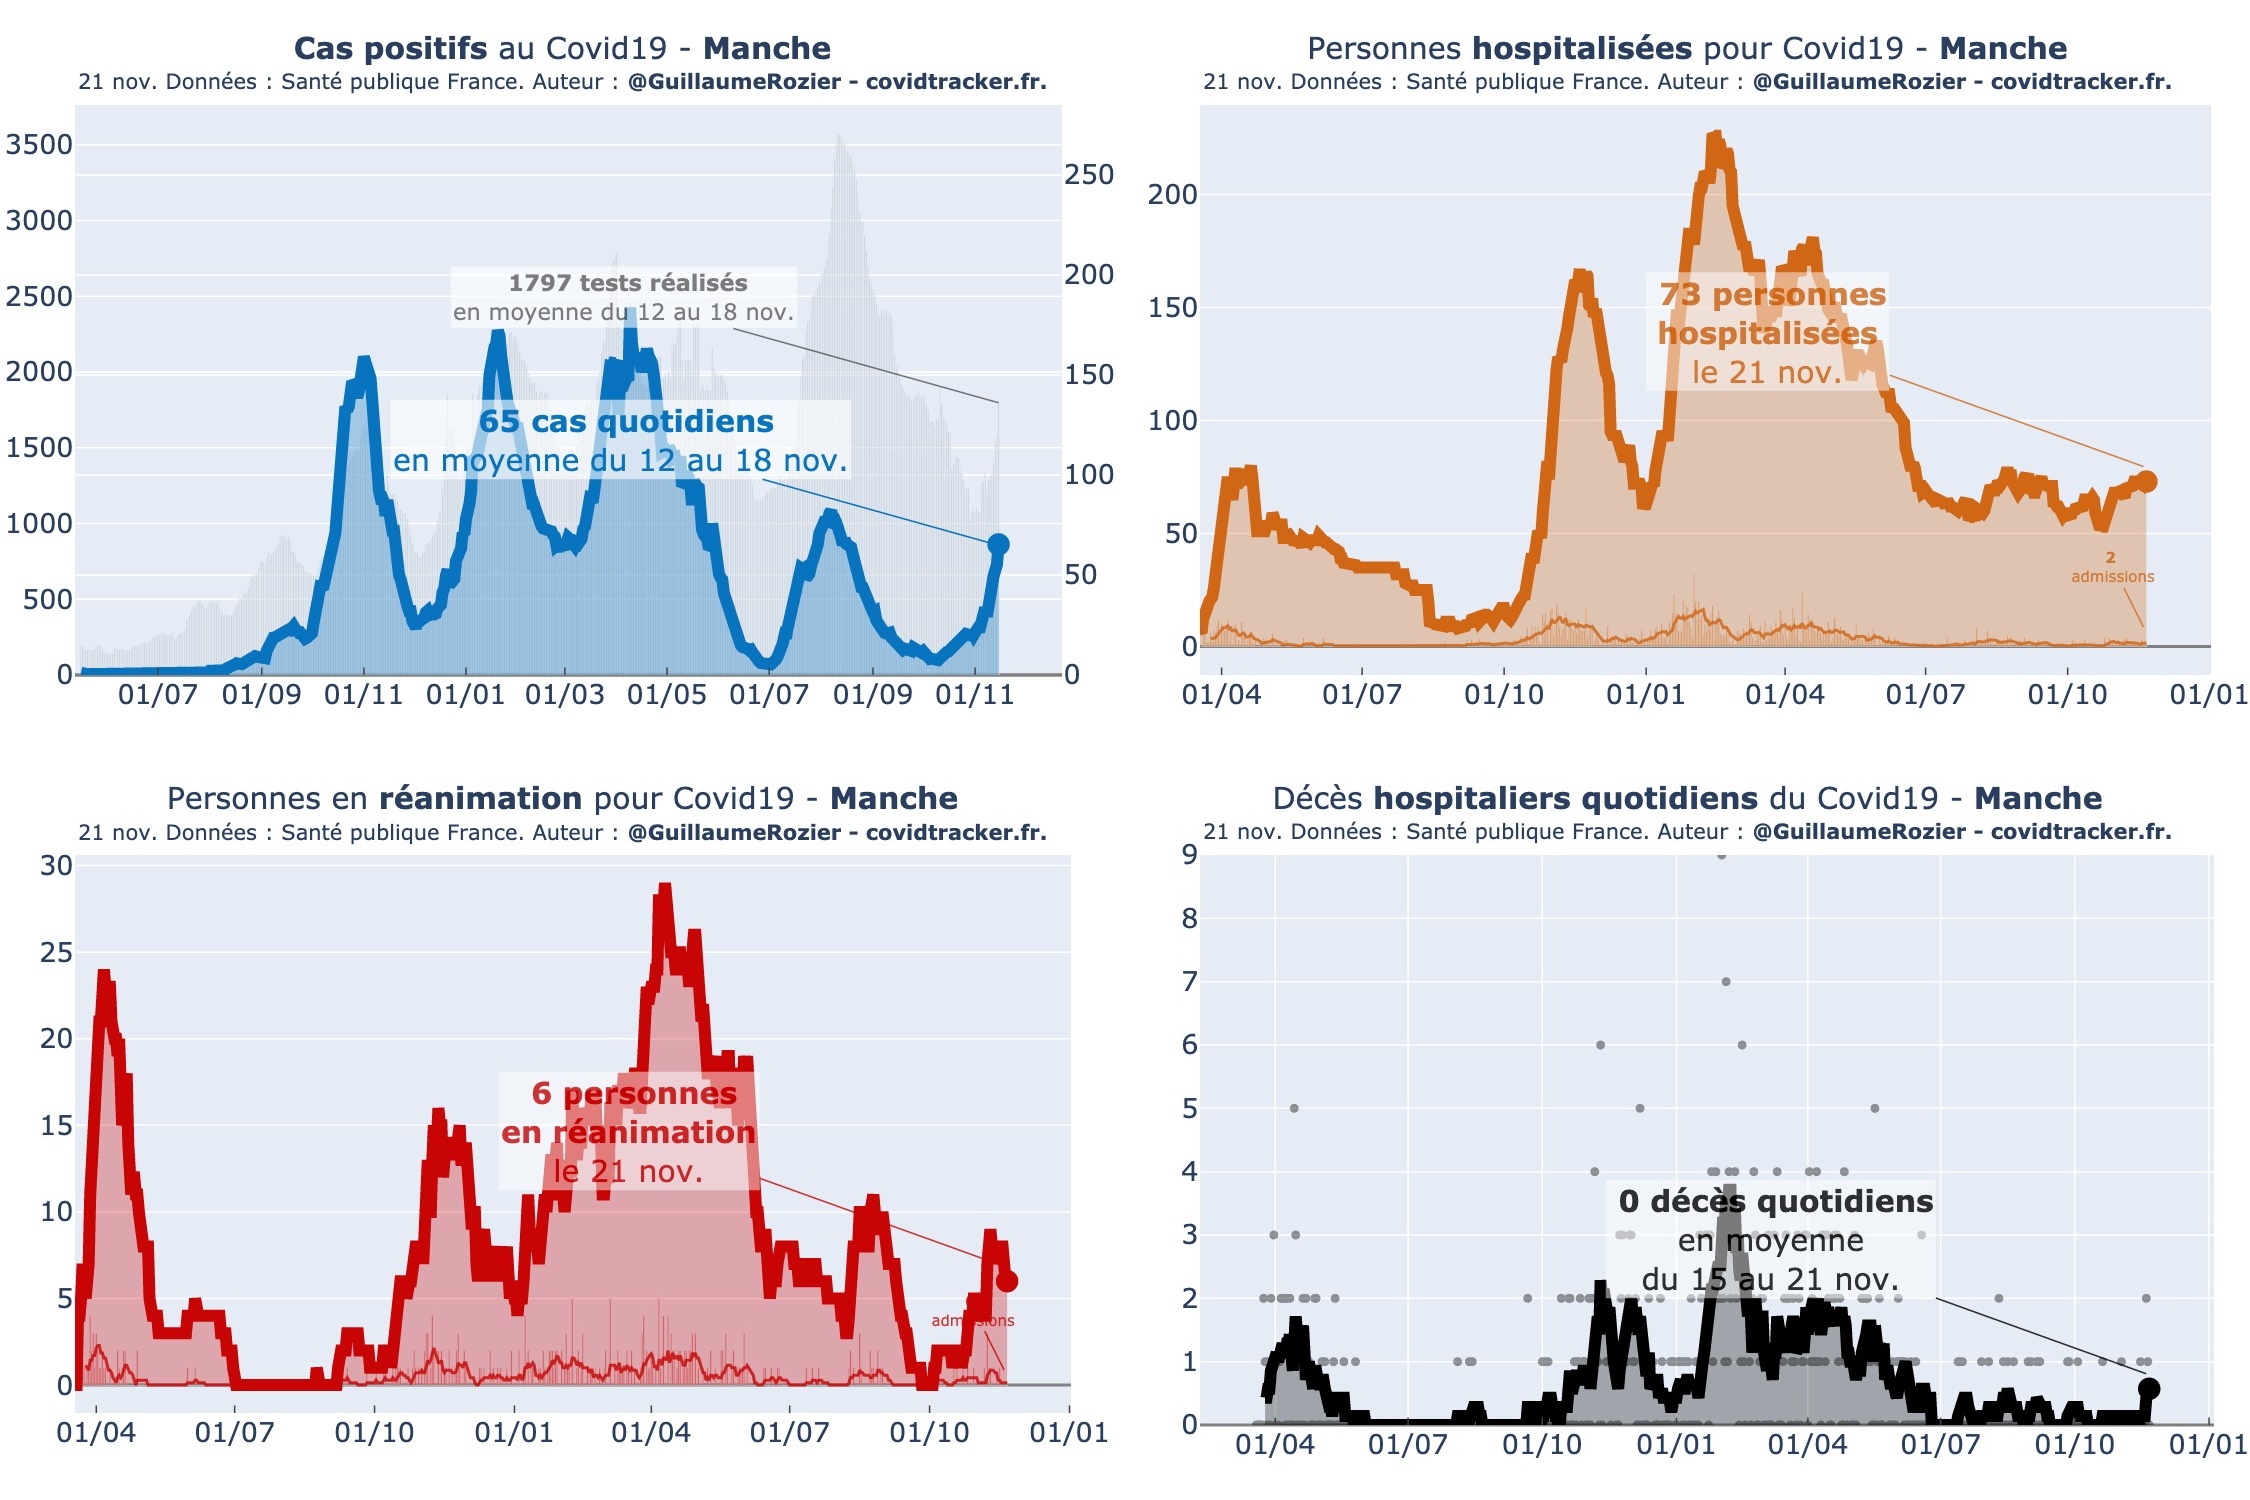 Cas positifs au Covid19 - Manche
21 nov. Données : Santé publique France. Auteur : @GuillaumeRozier - covidtracker.fr.
3500
3000
2500
2000
1500
1000
500
0
250
200
150
100
50
0
1797 tests réalisés
en moyenne du 12 au 18 nov.
65 cas quotidiens
en moyenne du 12 au 18 nov.
01/07 01/09 01/11 01/01 01/03 01/05 01/07 01/09 01/11
Personnes hospitalisées pour Covid19 - Manche
21 nov. Données : Santé publique France. Auteur : @GuillaumeRozier - covidtracker.fr.
200
150
100
50
0
73 personnes
hospitalisées
le 21 nov.
2
admissions
01/04 01/07 01/10 01/01 01/04 01/07 01/10 01/01
Personnes en réanimation pour Covid19 - Manche
21 nov. Données : Santé publique France. Auteur : @GuillaumeRozier - covidtracker.fr.
30
25
20
15
10
5
0
6 personnes
en réanimation
le 21 nov.
admissions
01/04 01/07 01/10 01/01 01/04 01/07 01/10 01/01
Décès hospitaliers quotidiens du Covid19 - Manche
21 nov. Données : Santé publique France. Auteur : @GuillaumeRozier - covidtracker.fr.
9
8
7
6
5
4
3
2
1
0
0 décès quotidiens
en moyenne
du 15 au 21 nov.
01/04 01/07 01/10 01/01 01/04 01/07 01/10 01/01